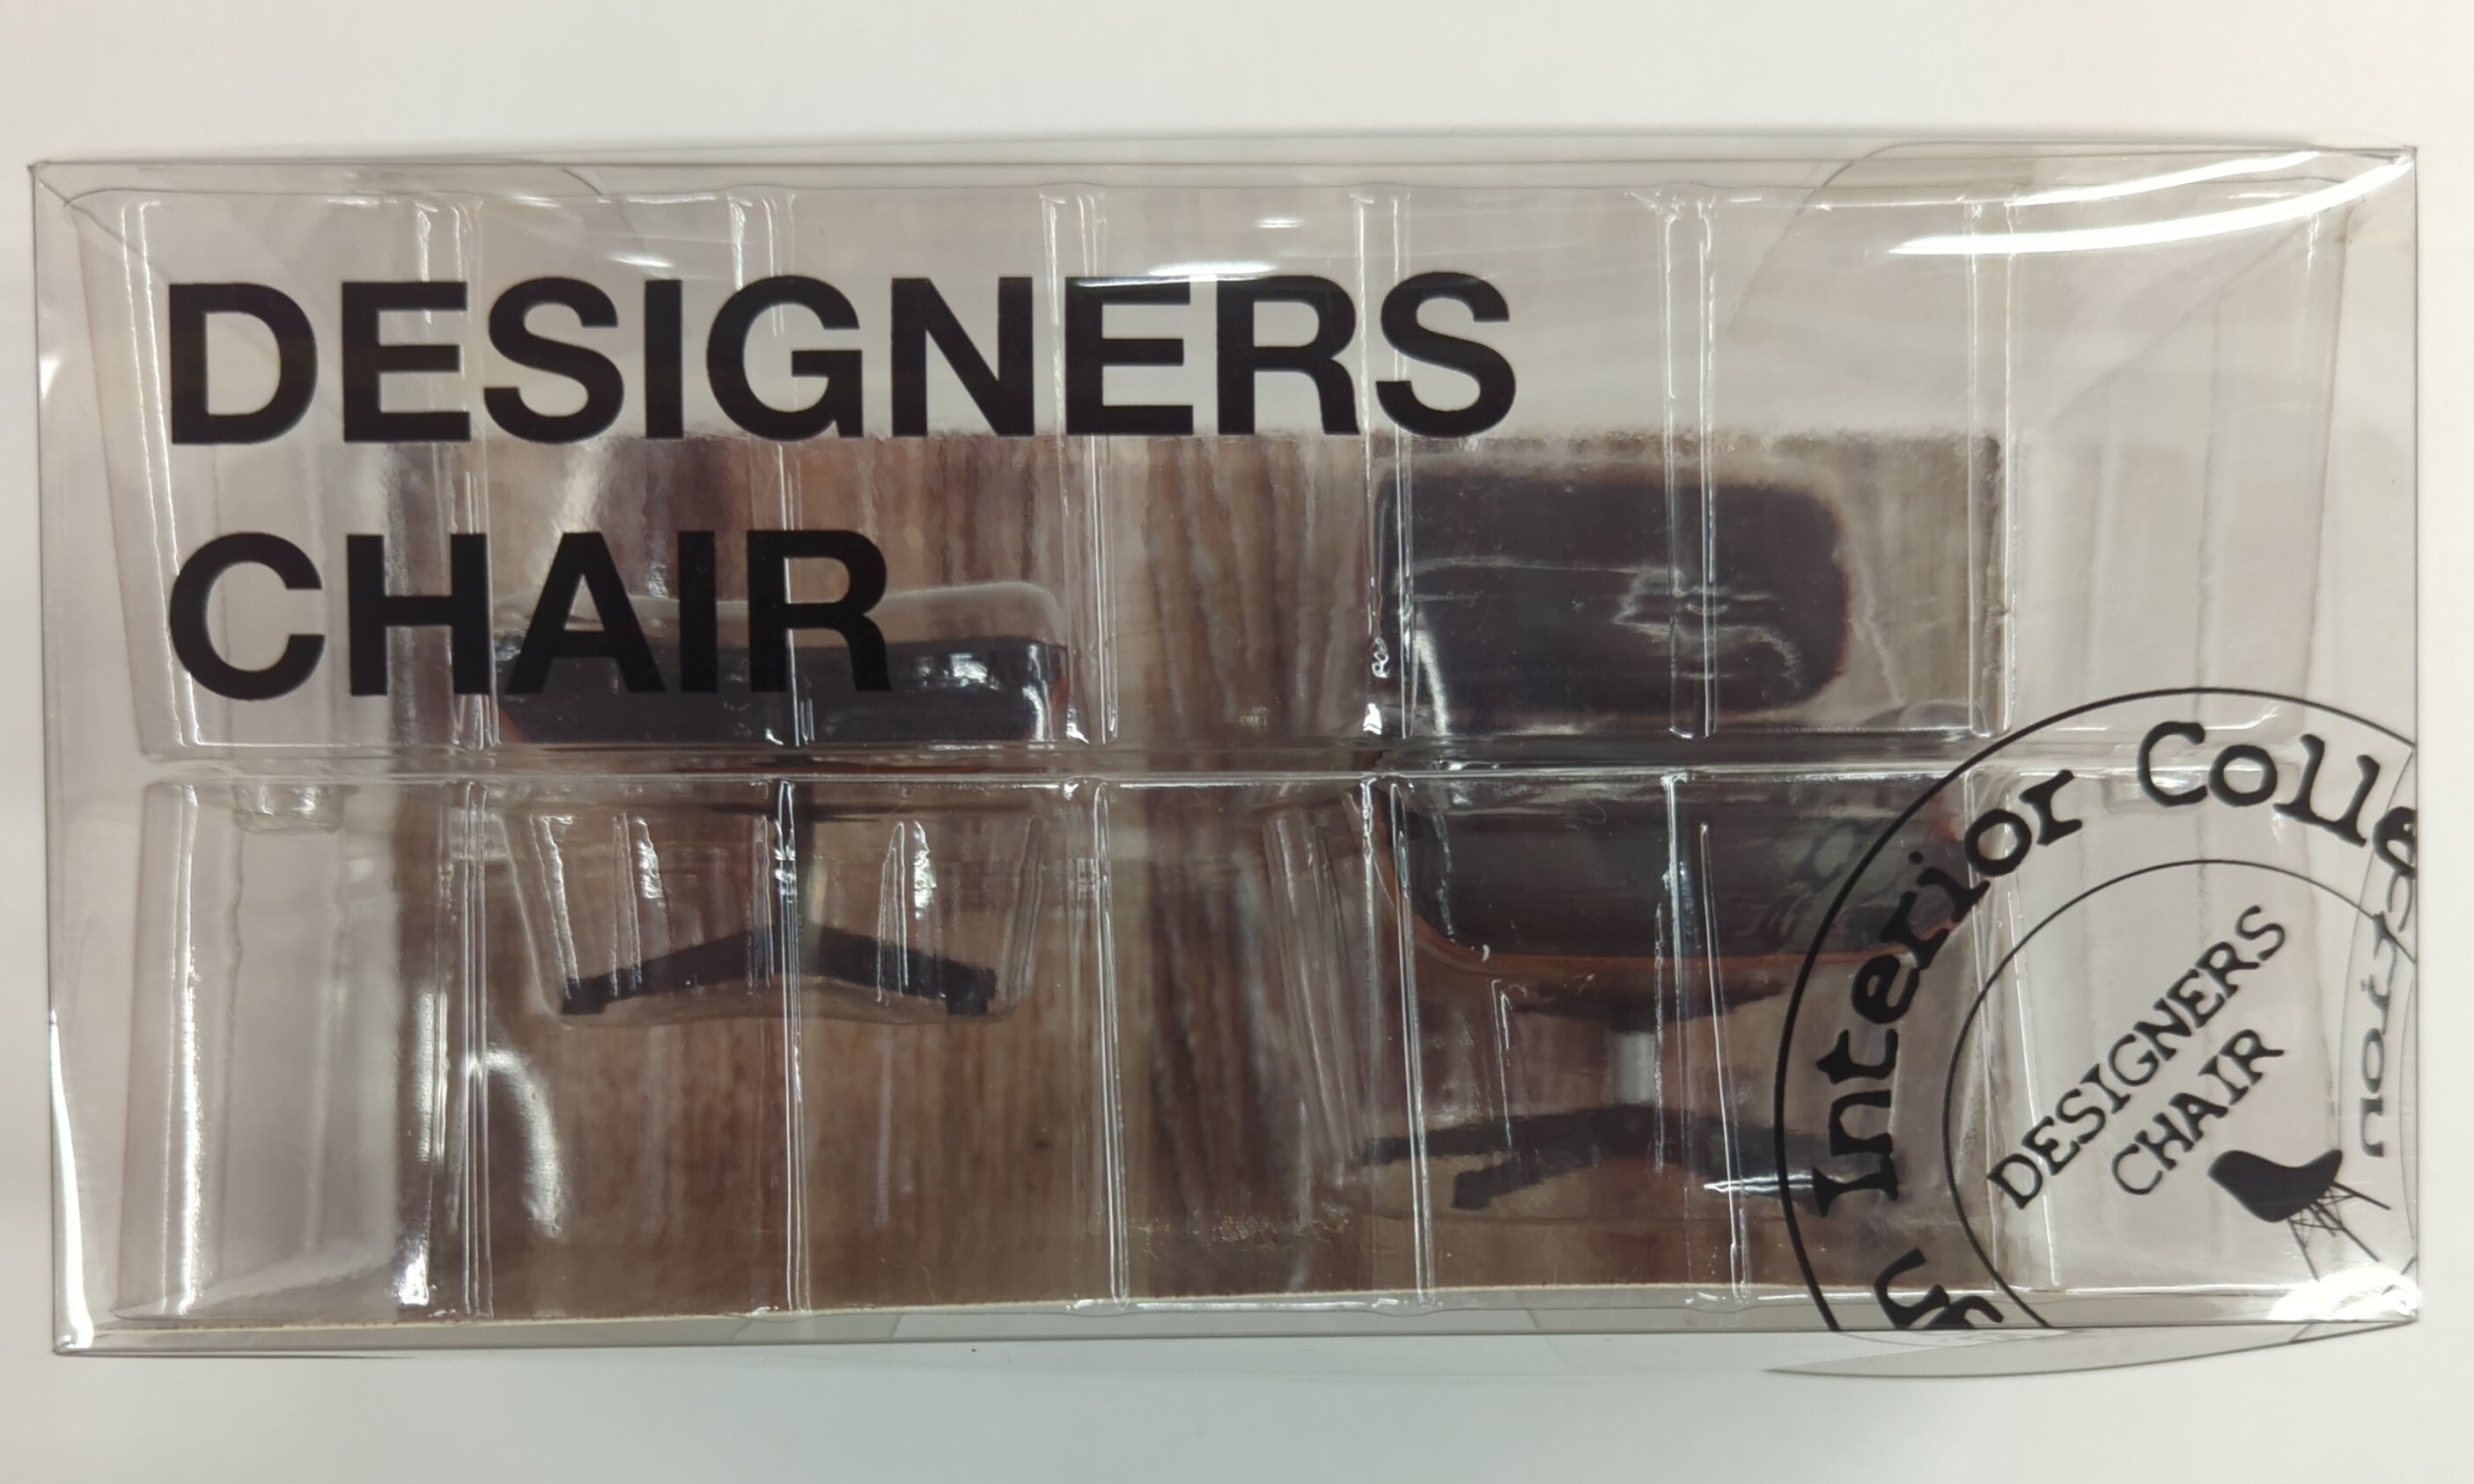 DESIGNERS
CHAIR
Interior Colle
DESIGNERS
CHAIR